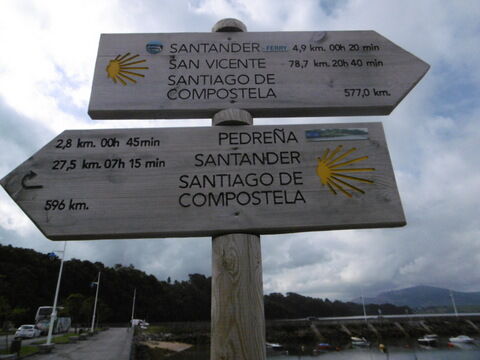 SANTANDER FERRY 4,9 km. 00h 20 min
SAN VICENTE 78,7 km. 20h 40 min
SANTIAGO DE
COMPOSTELA 577,0 km.
2,8 km. 00h 45min PEDREÑA
27,5 km. 07h 15 min SANTANDER
SANTIAGO DE
596 km. COMPOSTELA